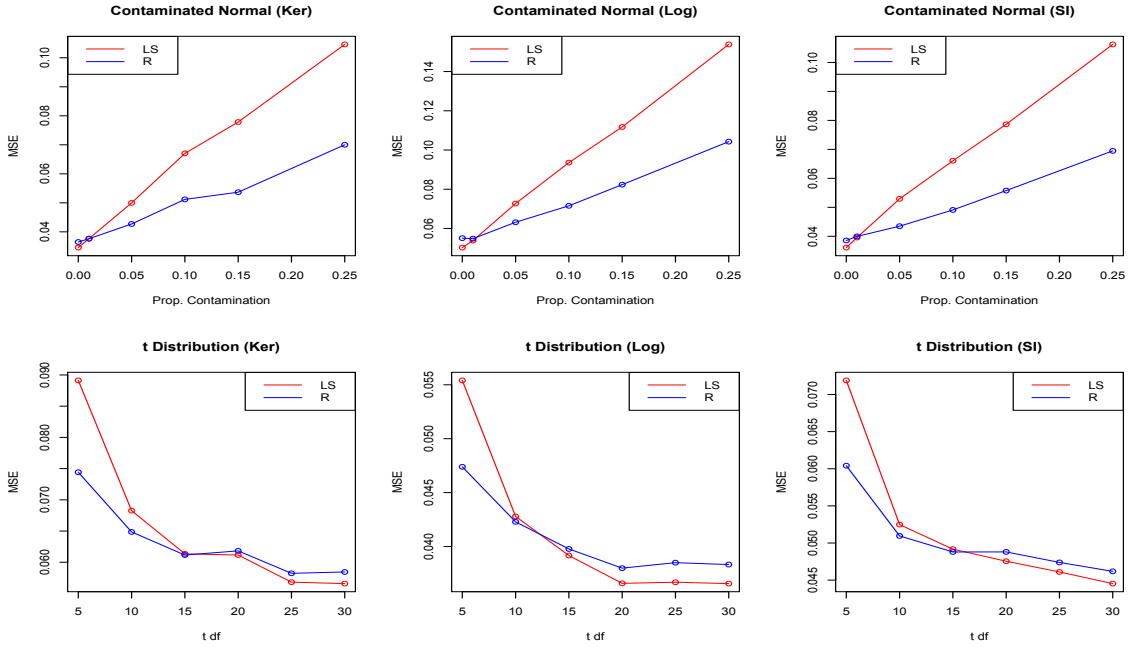 Contaminated Normal (Ker)
LS
R
MSE
0.04 0.06 0.08 0.10
0.00 0.05 0.10 0.15 0.20 0.25
Prop. Contamination
Contaminated Normal (Log)
LS
R
MSE
0.06 0.08 0.10 0.12 0.14
0.00 0.05 0.10 0.15 0.20 0.25
Prop. Contamination
Contaminated Normal (SI)
LS
R
MSE
0.04 0.06 0.08 0.10
0.00 0.05 0.10 0.15 0.20 0.25
Prop. Contamination
t Distribution (Ker)
LS
R
MSE
0.060 0.070 0.080 0.090
5 10 15 20 25 30
t df
t Distribution (Log)
LS
R
MSE
0.040 0.045 0.050 0.055
5 10 15 20 25 30
t df
t Distribution (SI)
LS
R
MSE
0.045 0.050 0.055 0.060 0.065 0.070
5 10 15 20 25 30
t df